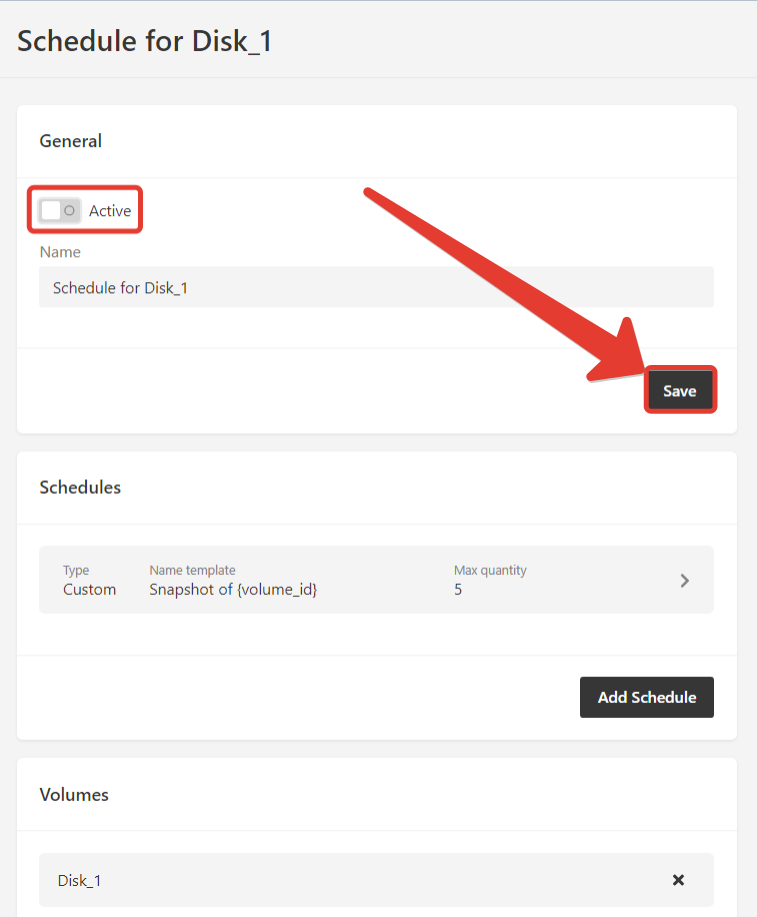 Schedule for Disk_1
General
Active
Name
Schedule for Disk_1
Save
Schedules
Type Name template Max quantity
Custom Snapshot of {volume_id} 5
Add Schedule
Volumes
Disk_1